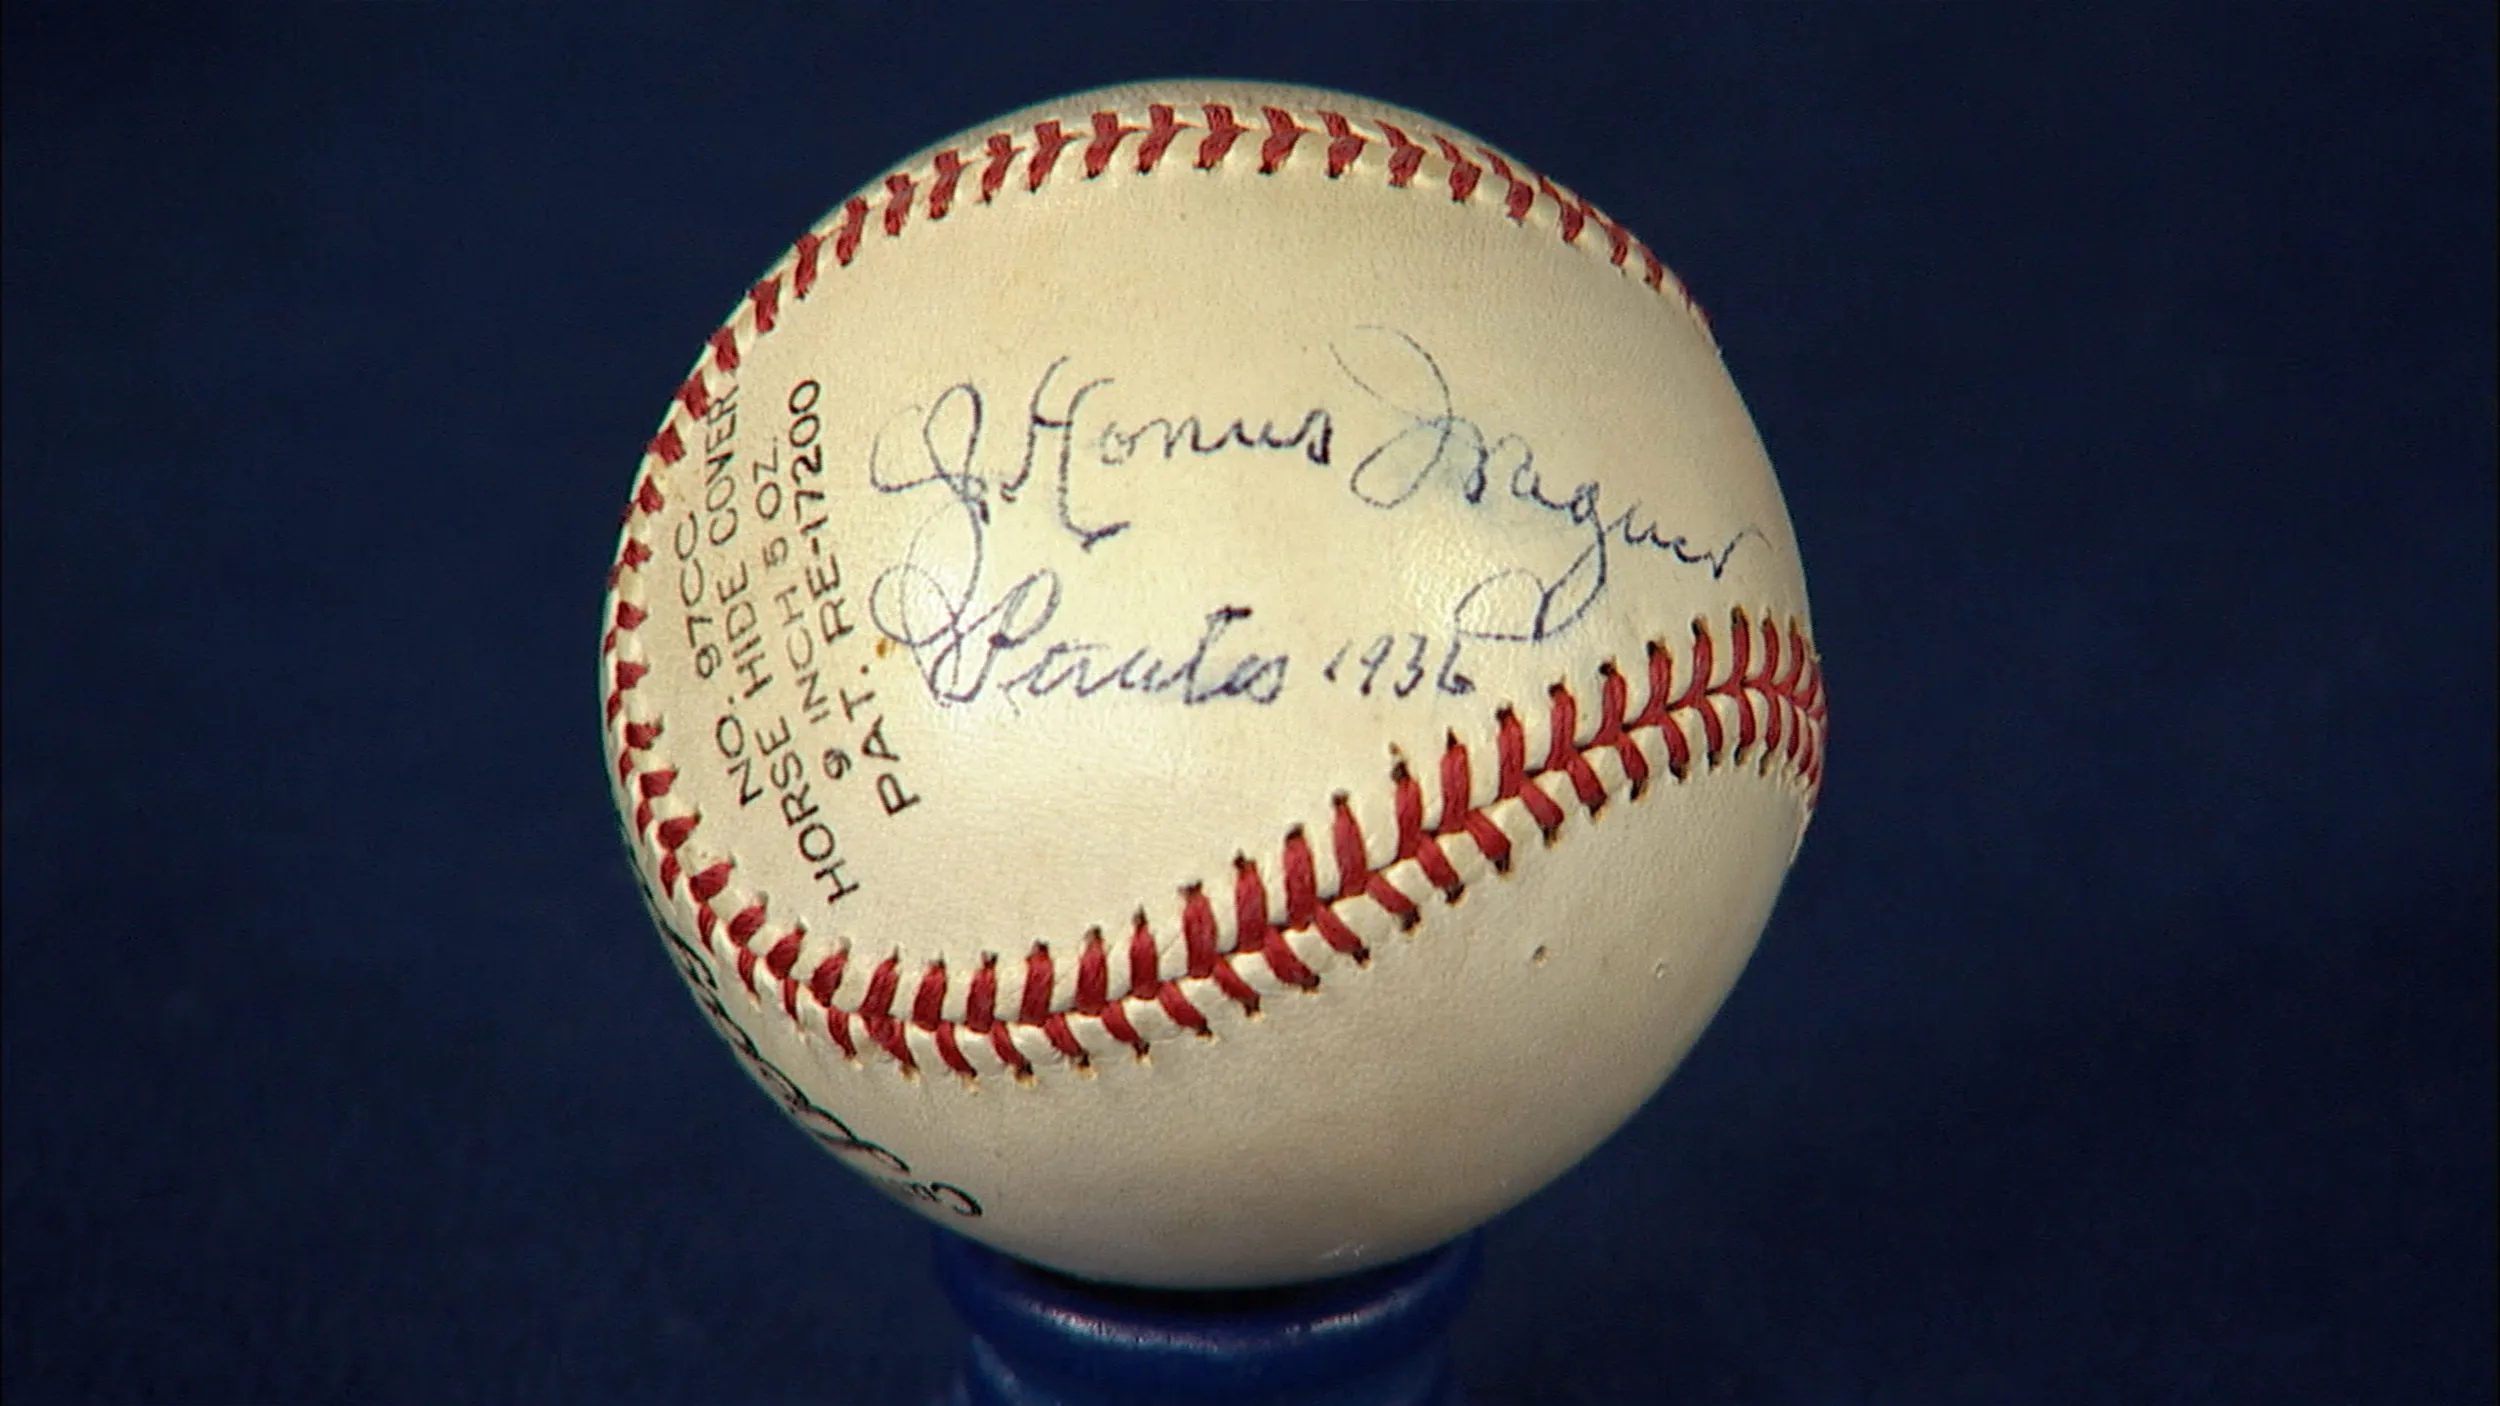 NO. 97CC
HORSE HIDE COVER
9 INCH 5 OZ
PAT. RE-17200
J Honus Wagner
Pirates 1936